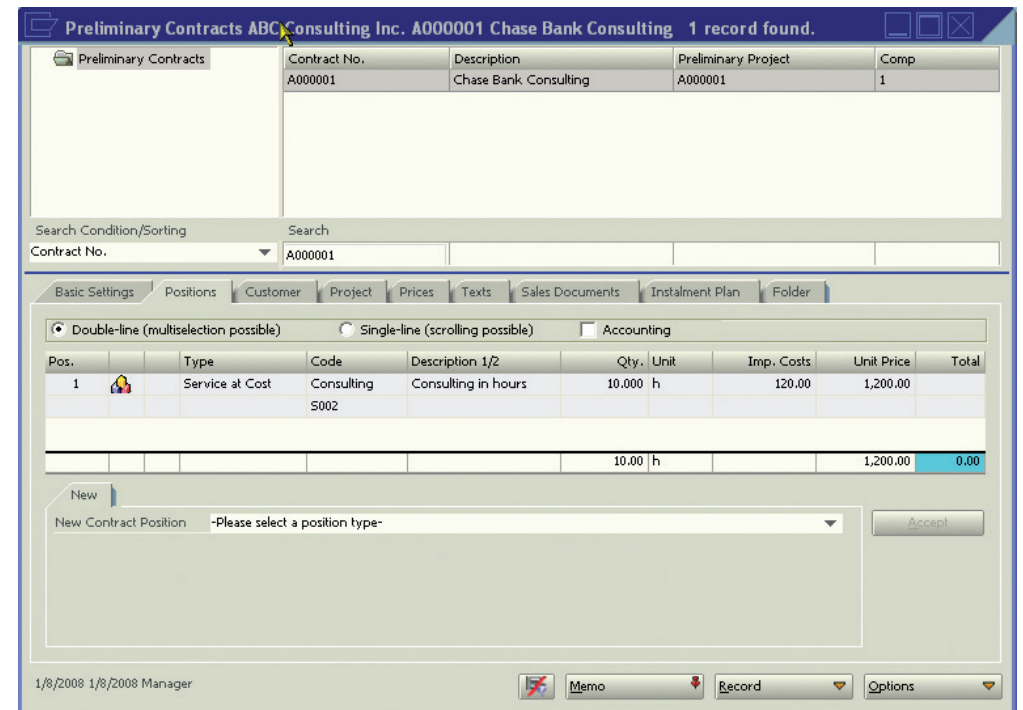 Preliminary Contracts ABC Consulting Inc. A000001 Chase Bank Consulting 1 record found.
Preliminary Contracts
Contract No. Description Preliminary Project Comp
A000001 Chase Bank Consulting A000001 1
Search Condition/Sorting Search
Contract No. A000001
Basic Settings Positions Customer Project Prices Texts Sales Documents Instalment Plan Folder
Double-line (multiselection possible) Single-line (scrolling possible) Accounting
Pos. Type Code Description 1/2 Qty. Unit Imp. Costs Unit Price Total
1 Service at Cost Consulting Consulting in hours 10.000 h 120.00 1,200.00
S002
10.00 h 1,200.00 0.00
New
New Contract Position -Please select a position type- Accept
1/8/2008 1/8/2008 Manager Memo Record Options